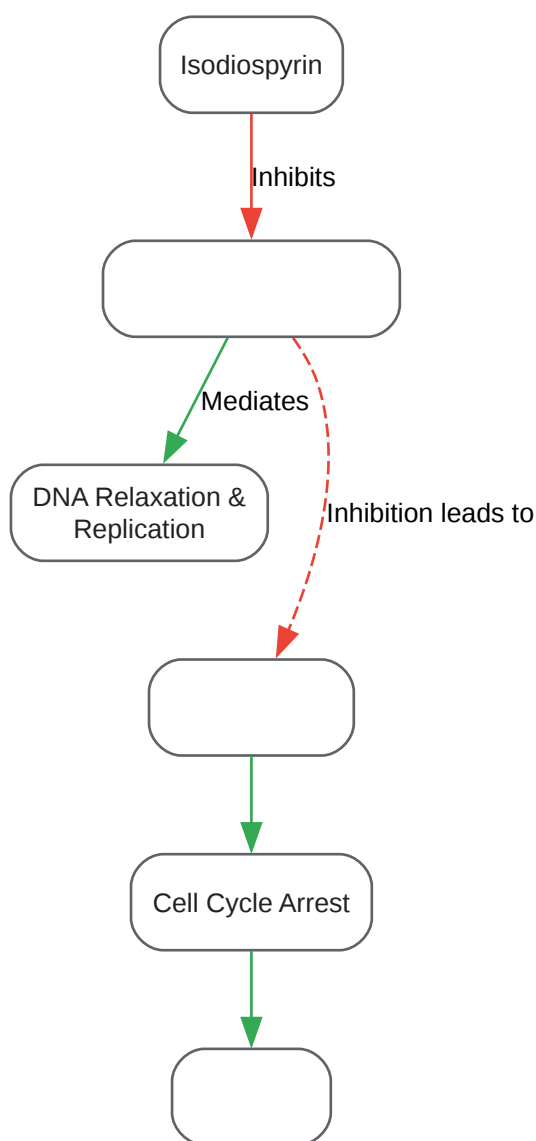 Isodiospyrin
Inhibits
Mediates
DNA Relaxation &
Replication
Inhibition leads to
Cell Cycle Arrest